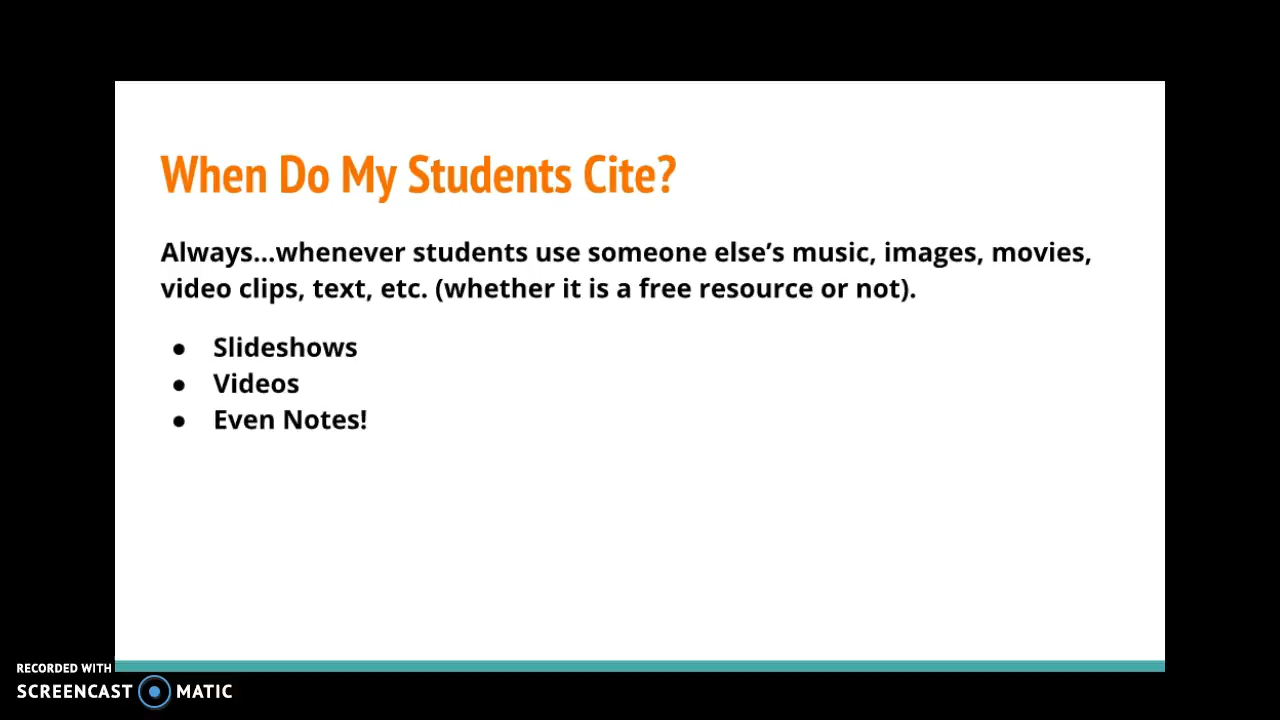 When Do My Students Cite?
Always...whenever students use someone else’s music, images, movies,
video clips, text, etc. (whether it is a free resource or not).
● Slideshows
● Videos
● Even Notes!
RECORDED WITH
SCREENCAST MATIC